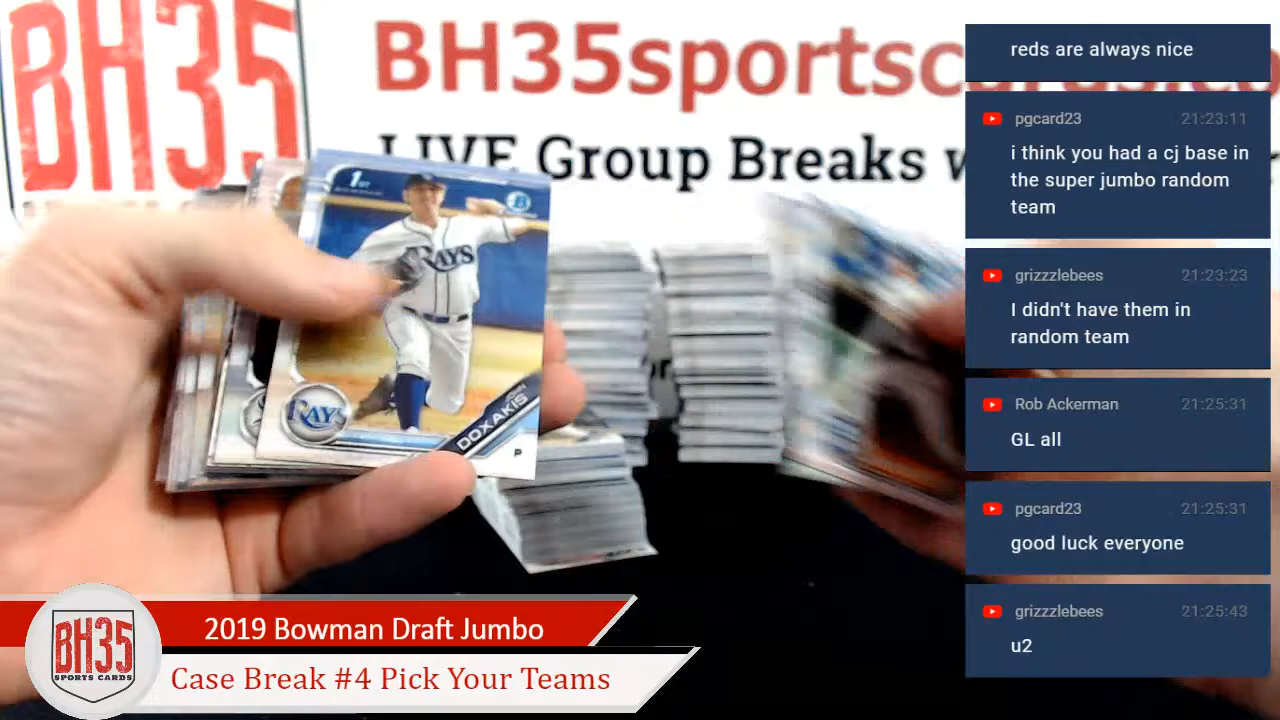 BH35
BH35sportsc
LIVE Group Breaks
1ST
B
RAYS
RAYS
DOXAKIS
P
reds are always nice
pgcard23 21:23:11
i think you had a cj base in
the super jumbo random
team
grizzzlebees 21:23:23
I didn't have them in
random team
Rob Ackerman 21:25:31
GL all
pgcard23 21:25:31
good luck everyone
grizzzlebees 21:25:43
u2
BH35
SPORTS CARDS
2019 Bowman Draft Jumbo
Case Break #4 Pick Your Teams